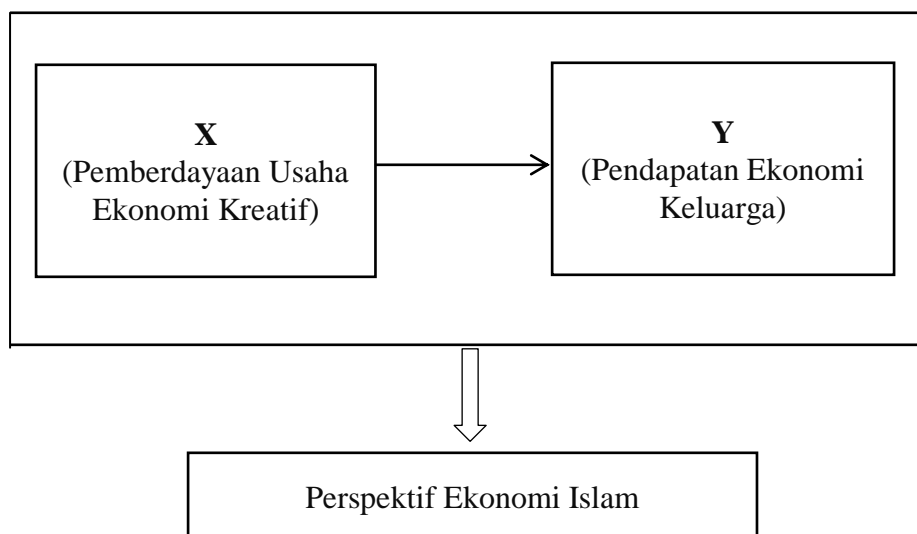 X
(Pemberdayaan Usaha
Ekonomi Kreatif)
Y
(Pendapatan Ekonomi
Keluarga)
Perspektif Ekonomi Islam